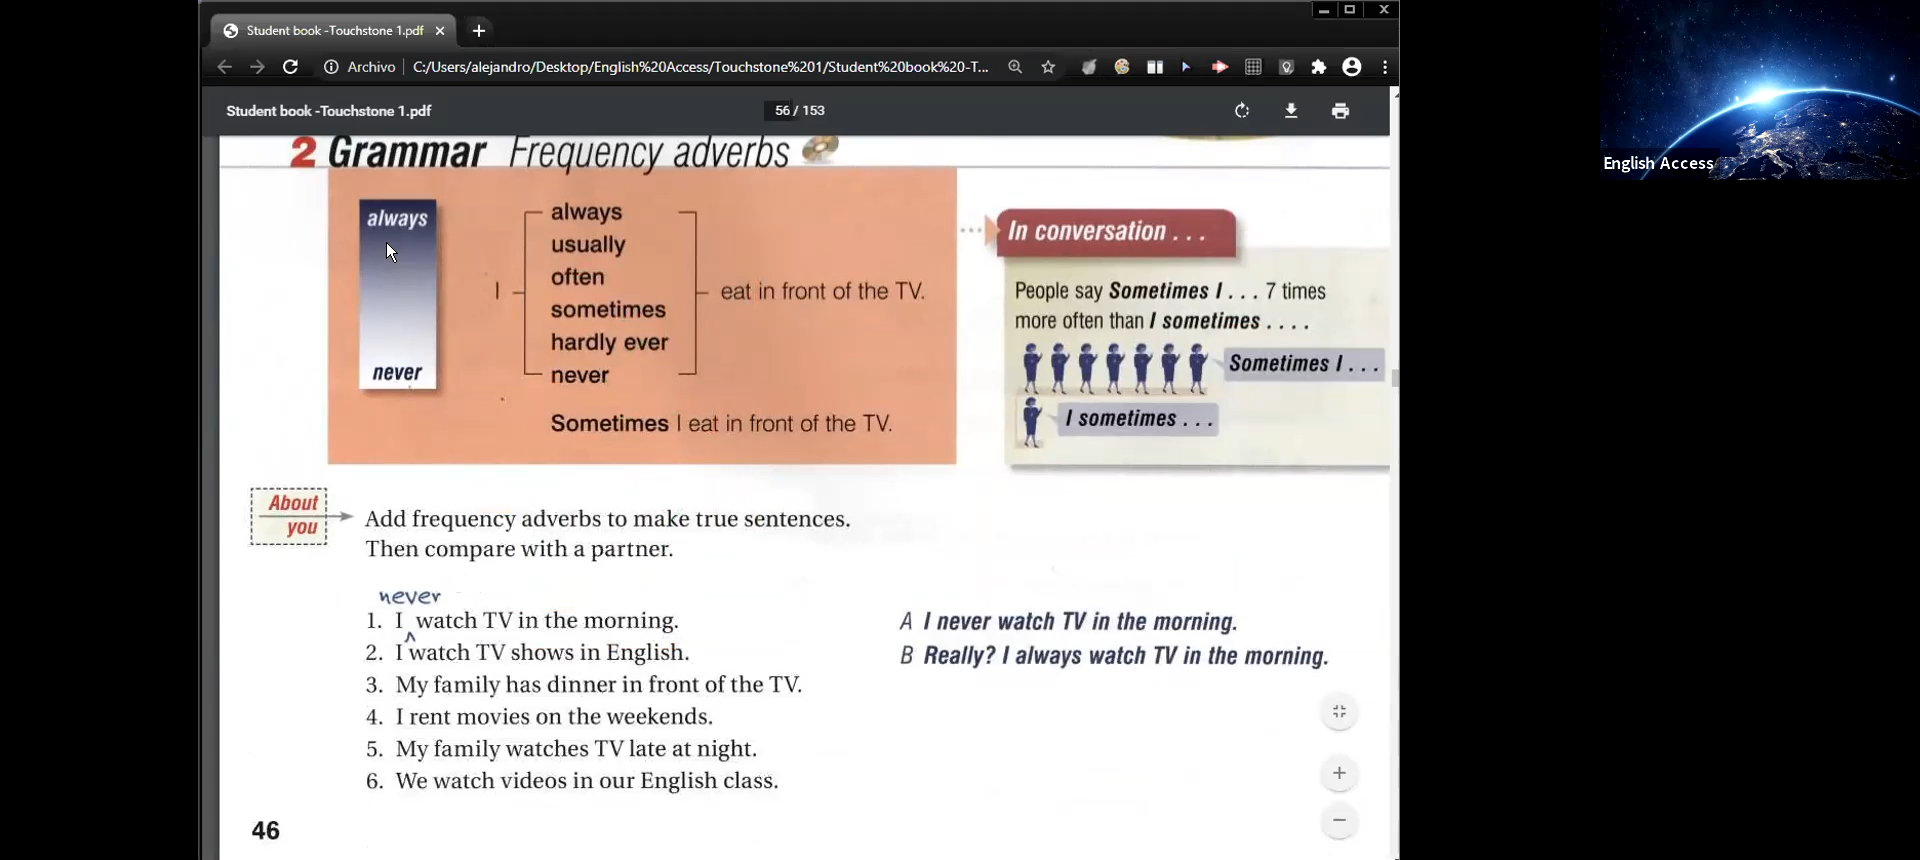 Student book -Touchstone 1.pdf
Archivo
C:/Users/alejandro/Desktop/English%20Access/Touchstone%201/Student%20book%20-T...
Student book -Touchstone 1.pdf
56 / 153
English Access
2 Grammar Frequency adverbs
always
never
I
always
usually
often
sometimes
hardly ever
never
eat in front of the TV.
Sometimes I eat in front of the TV.
In conversation . . .
People say Sometimes I . . . 7 times
more often than I sometimes . . . .
Sometimes I . . .
I sometimes . . .
About
you
Add frequency adverbs to make true sentences.
Then compare with a partner.
never
1. I ^ watch TV in the morning.
2. I watch TV shows in English.
3. My family has dinner in front of the TV.
4. I rent movies on the weekends.
5. My family watches TV late at night.
6. We watch videos in our English class.
A I never watch TV in the morning.
B Really? I always watch TV in the morning.
46